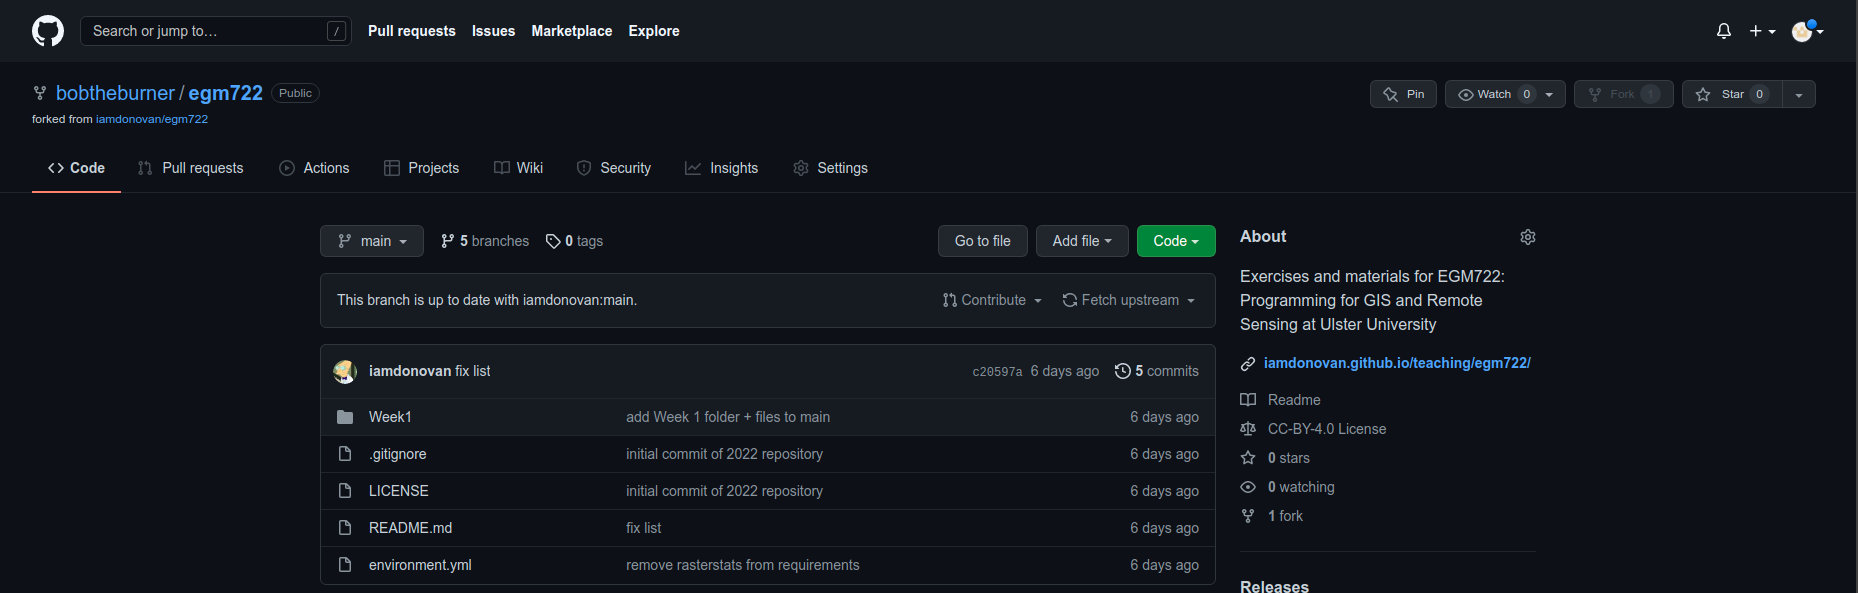 Search or jump to… /
Pull requests Issues Marketplace Explore
bobtheburner / egm722 Public
Pin Watch 0 Fork 1 Star 0
forked from iamdonovan/egm722
Code Pull requests Actions Projects Wiki Security Insights Settings
main 5 branches 0 tags Go to file Add file Code
This branch is up to date with iamdonovan:main. Contribute Fetch upstream
iamdonovan fix list c20597a 6 days ago 5 commits
Week1 add Week 1 folder + files to main 6 days ago
.gitignore initial commit of 2022 repository 6 days ago
LICENSE initial commit of 2022 repository 6 days ago
README.md fix list 6 days ago
environment.yml remove rasterstats from requirements 6 days ago
About
Exercises and materials for EGM722:
Programming for GIS and Remote
Sensing at Ulster University
iamdonovan.github.io/teaching/egm722/
Readme
CC-BY-4.0 License
0 stars
0 watching
1 fork
Releases